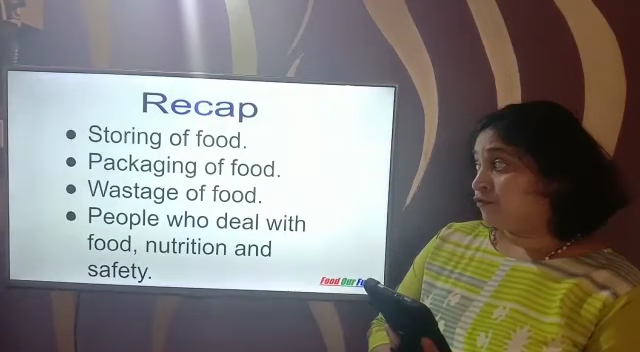 Recap
● Storing of food.
● Packaging of food.
● Wastage of food.
● People who deal with
food, nutrition and
safety.
Food Our